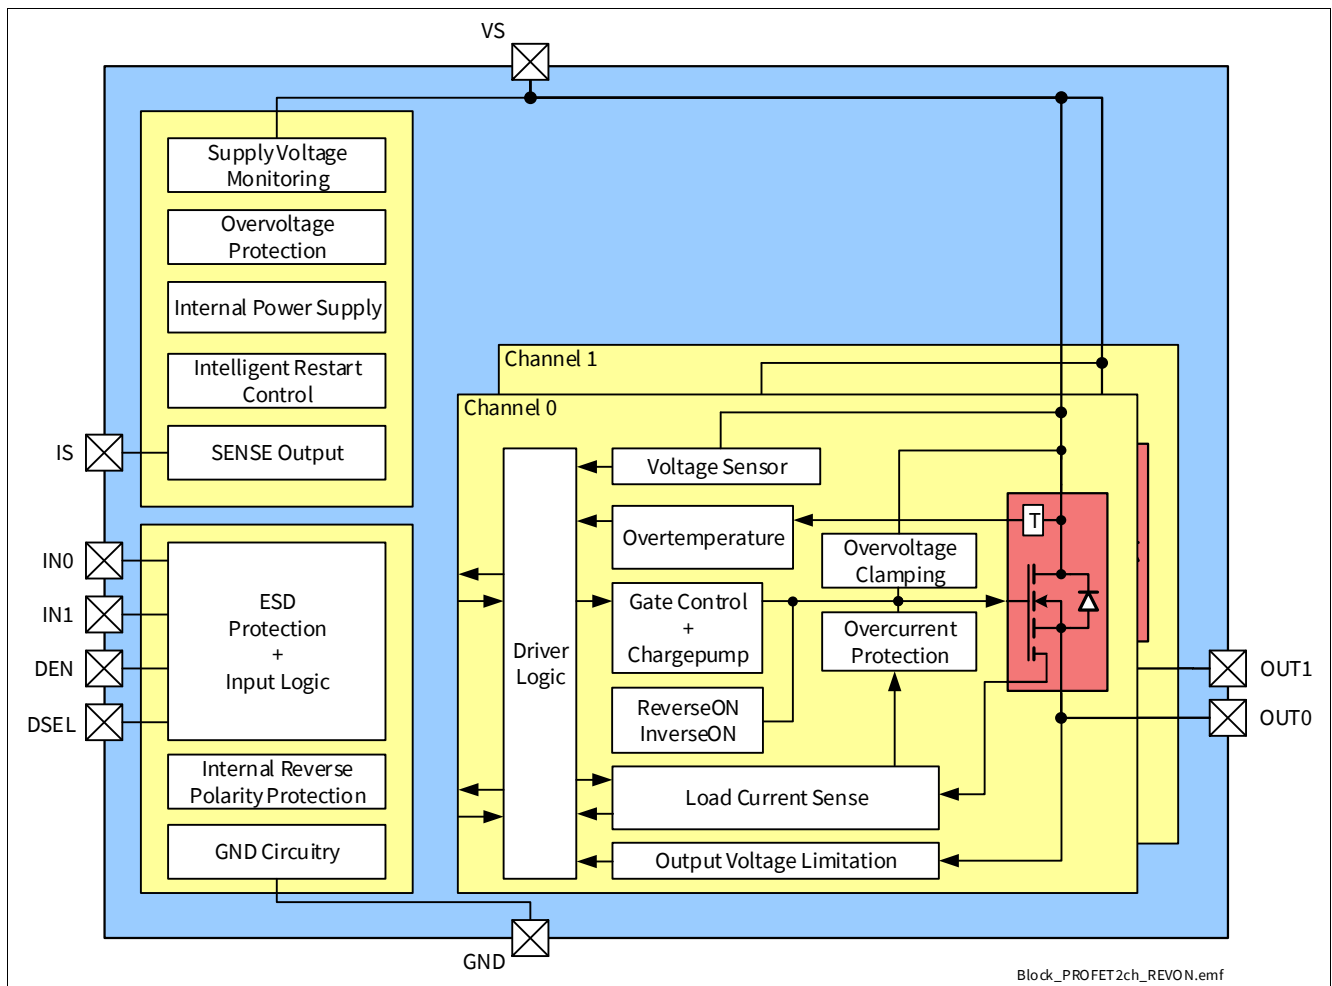 VS
Supply Voltage
Monitoring
Overvoltage
Protection
Internal Power Supply
Intelligent Restart
Control
SENSE Output
IS
IN0
IN1
DEN
DSEL
ESD
Protection
+
Input Logic
Internal Reverse
Polarity Protection
GND Circuitry
GND
Channel 1
Channel 0
Driver
Logic
Voltage Sensor
Overtemperature
T
Overvoltage
Clamping
Gate Control
+
Chargepump
Overcurrent
Protection
ReverseON
InverseON
Load Current Sense
Output Voltage Limitation
OUT1
OUT0
Block_PROFET2ch_REVON.emf